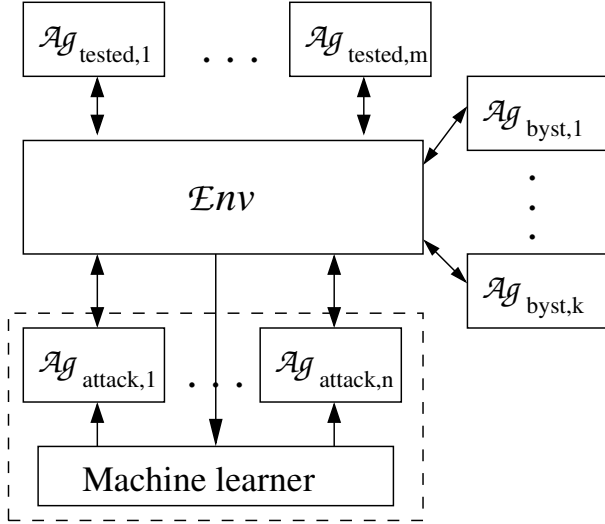 Ag tested,1 . . . Ag tested,m
Ag byst,1
Env
Ag byst,k
Ag attack,1 . . . Ag attack,n
Machine learner